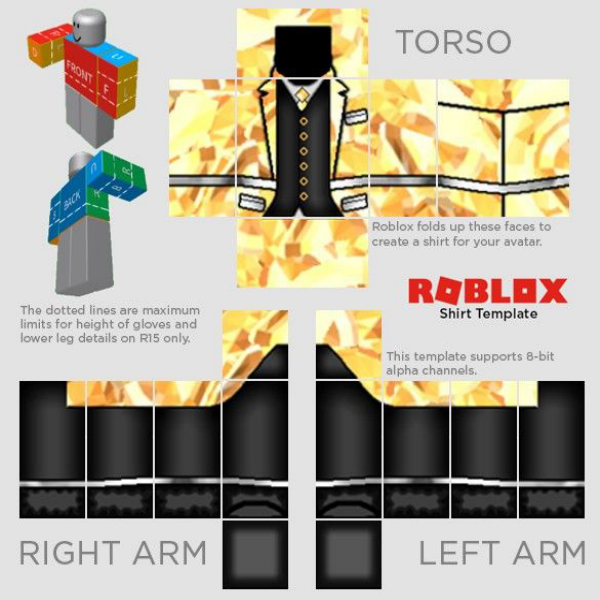 TORSO
FRONT
F
L
BACK
Roblox folds up these faces to
create a shirt for your avatar.
ROBLOX
Shirt Template
The dotted lines are maximum
limits for height of gloves and
lower leg details on R15 only.
This template supports 8-bit
alpha channels.
RIGHT ARM
LEFT ARM